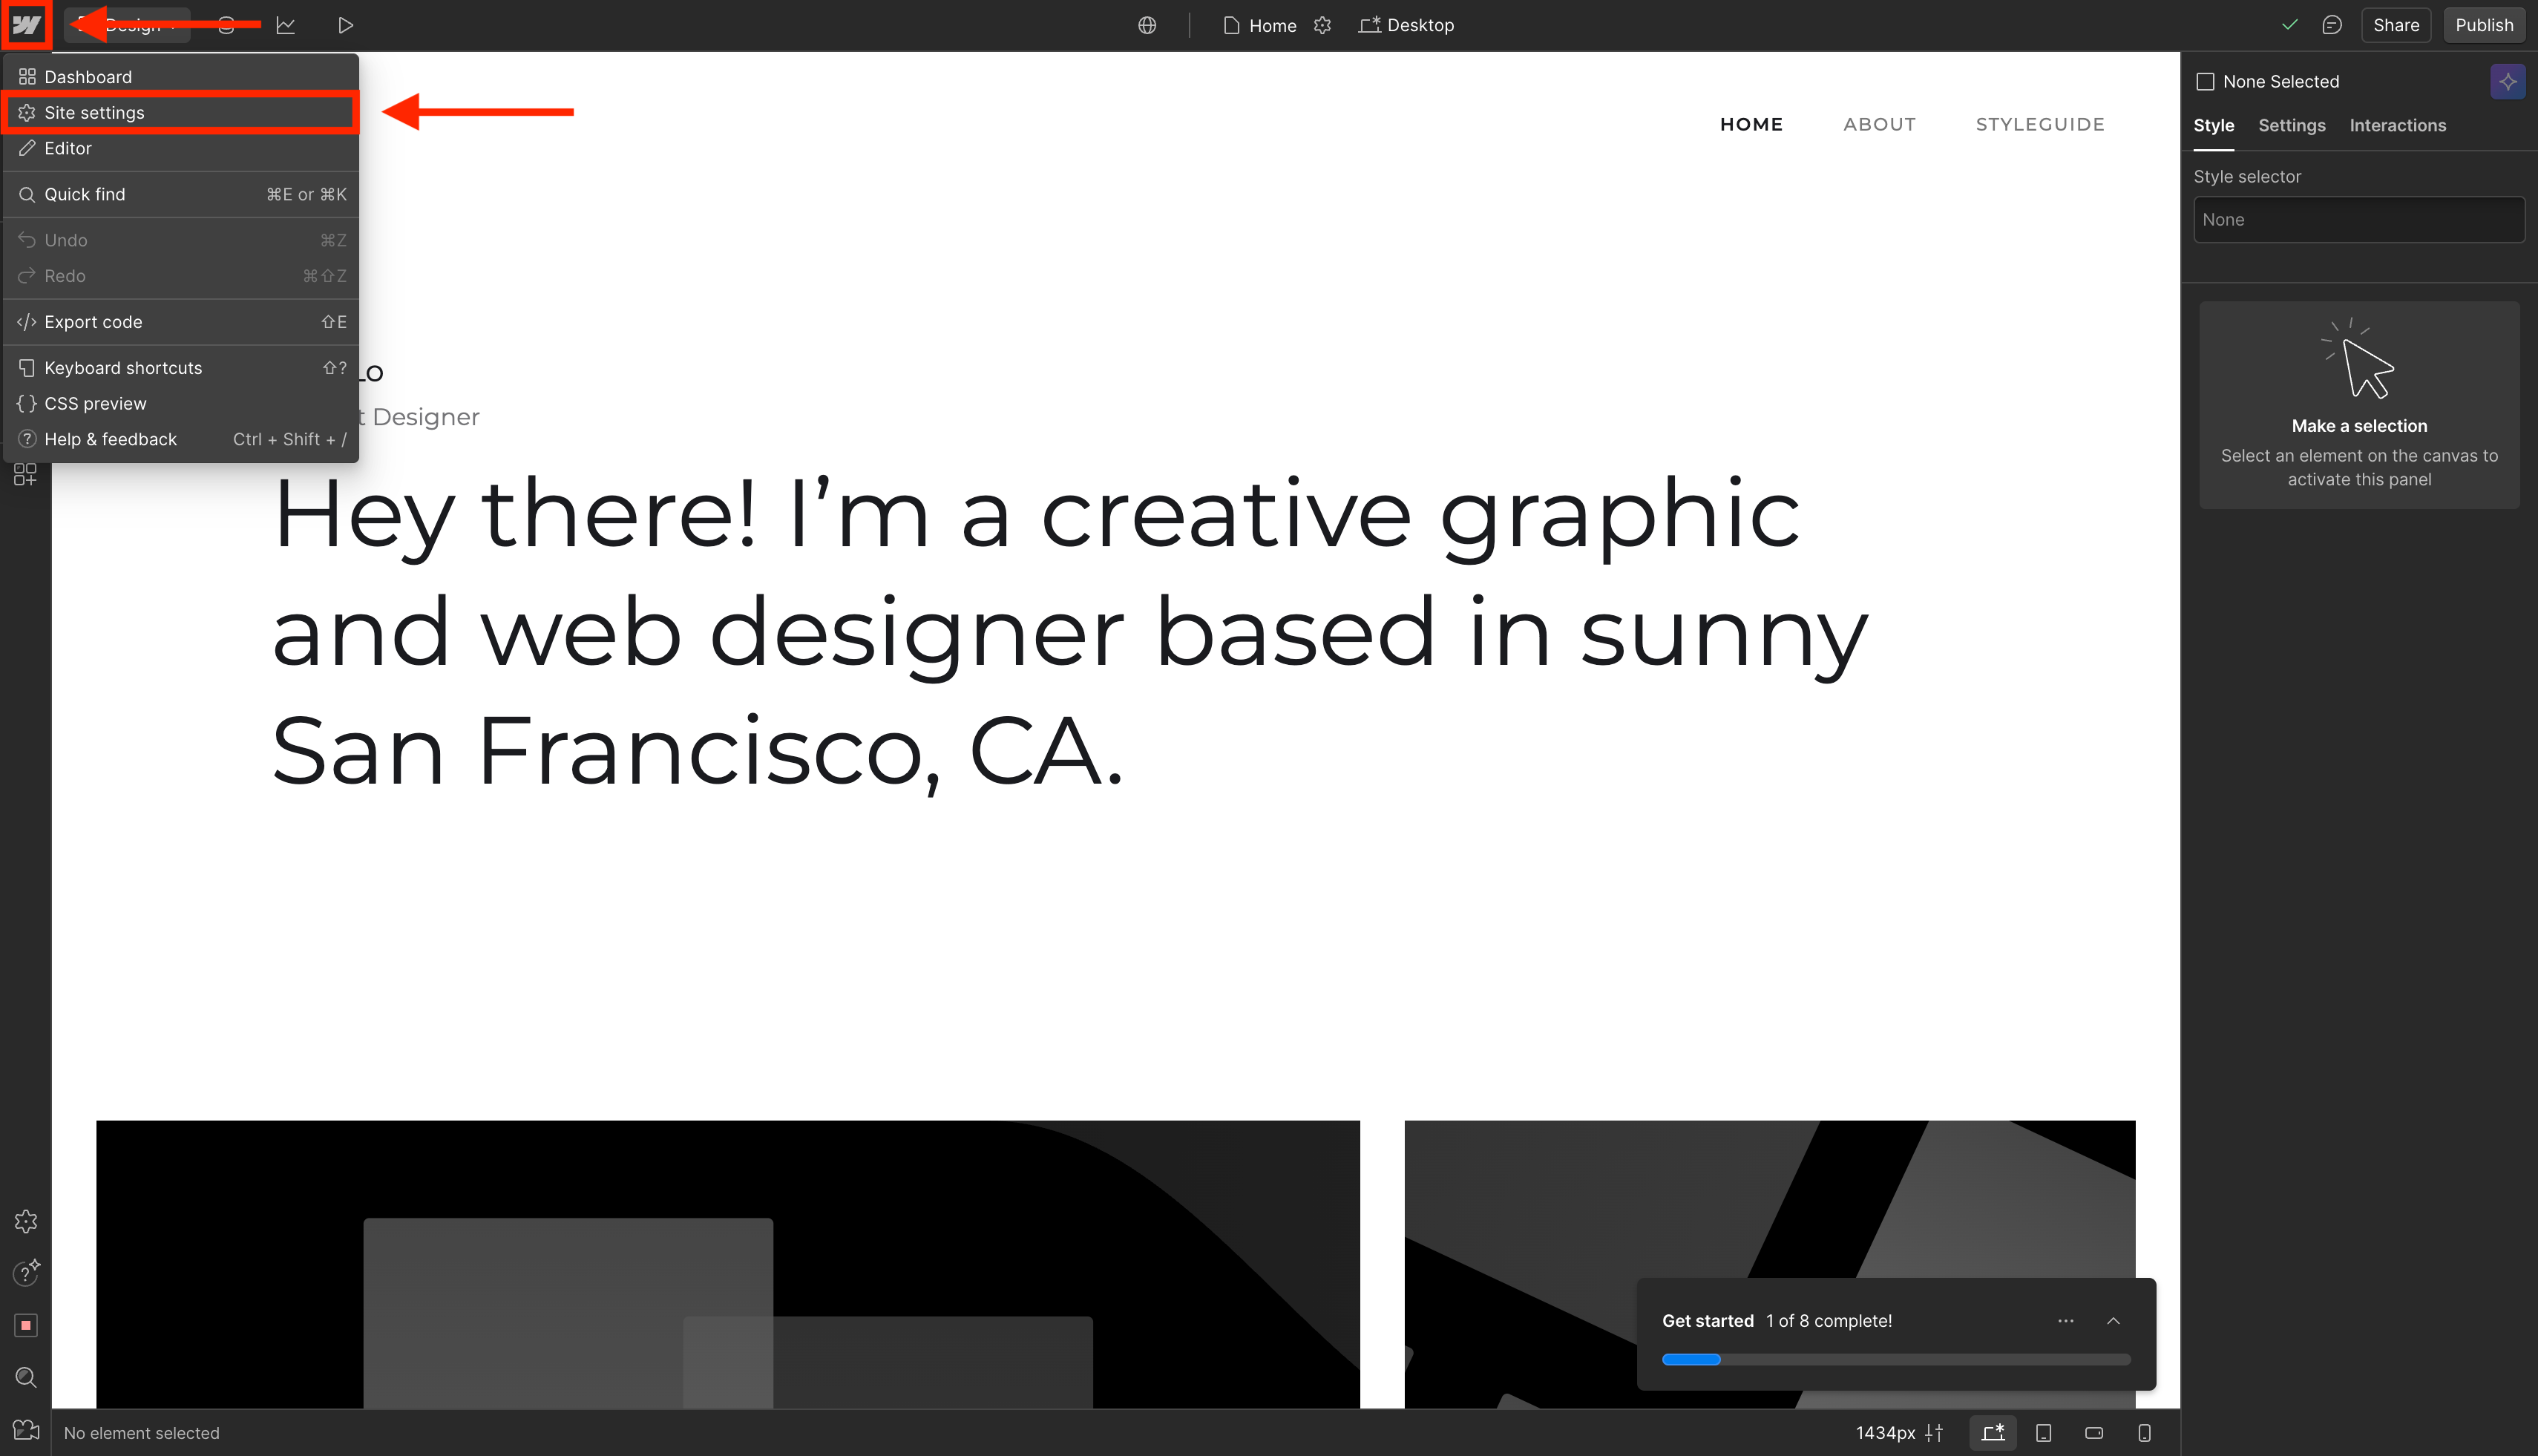 Design
Home
Desktop
Share
Publish
Dashboard
Site settings
Editor
Quick find ⌘E or ⌘K
Undo ⌘Z
Redo ⌘⇧Z
Export code ⇧E
Keyboard shortcuts ⇧?
CSS preview
Help & feedback Ctrl + Shift + /
HOME ABOUT STYLEGUIDE
Designer
Hey there! I’m a creative graphic
and web designer based in sunny
San Francisco, CA.
None Selected
Style Settings Interactions
Style selector
None
Make a selection
Select an element on the canvas to
activate this panel
Get started 1 of 8 complete!
No element selected
1434px